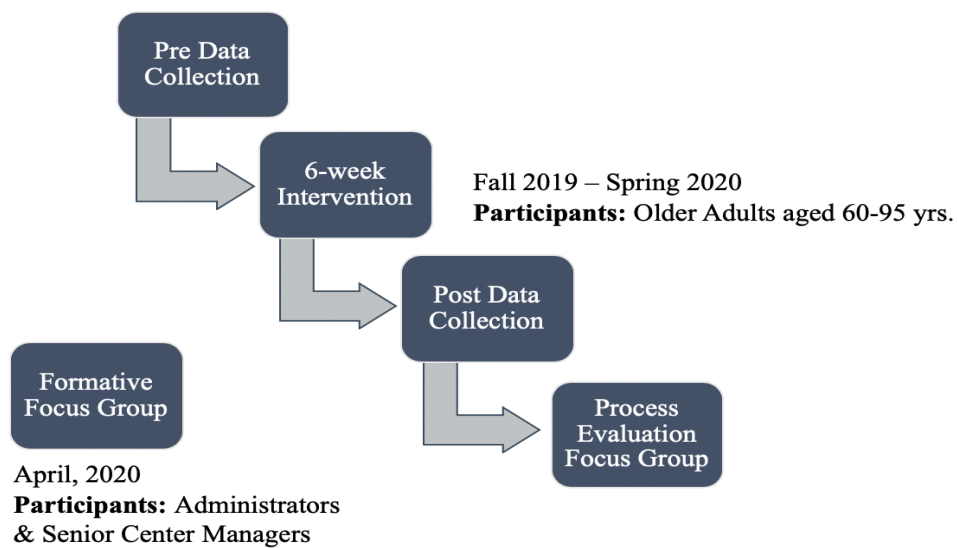 Pre Data
Collection
6-week
Intervention
Fall 2019 – Spring 2020
Participants: Older Adults aged 60-95 yrs.
Post Data
Collection
Process
Evaluation
Focus Group
Formative
Focus Group
April, 2020
Participants: Administrators
& Senior Center Managers